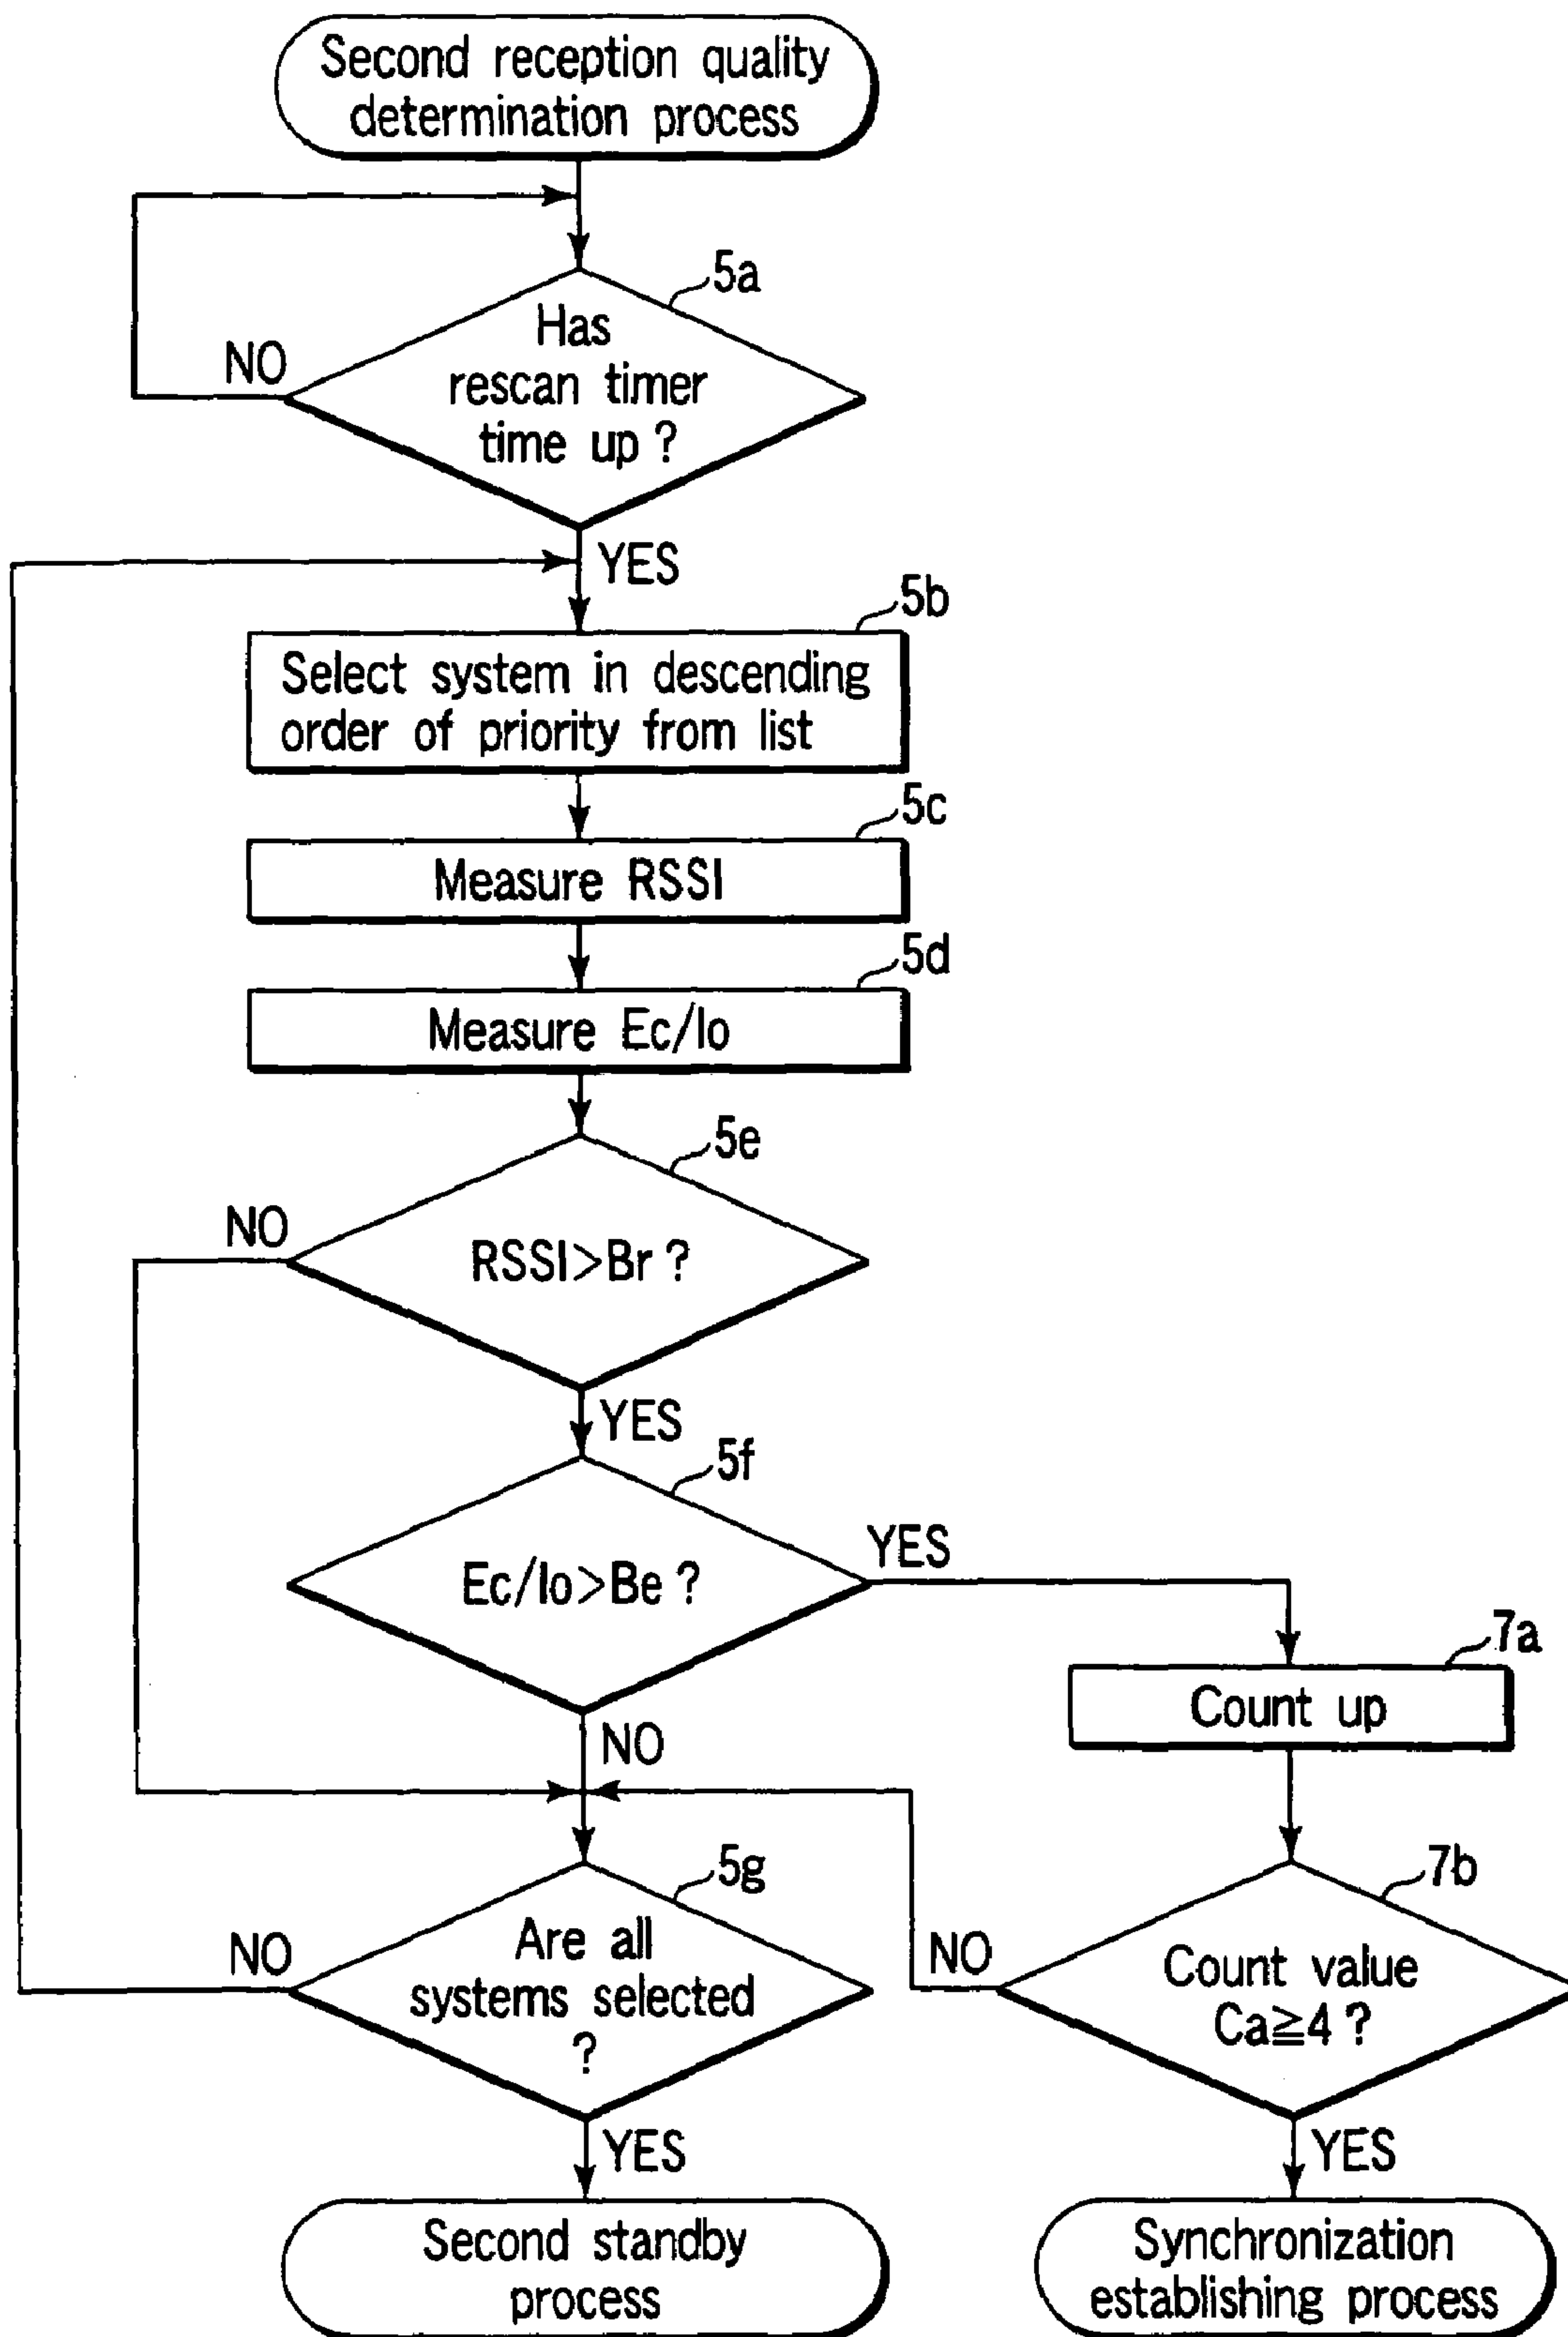 Second reception quality
determination process
5a
Has
rescan timer
time up ?
NO
YES
5b
Select system in descending
order of priority from list
5c
Measure RSSI
5d
Measure Ec/Io
5e
NO
RSSI>Br ?
YES
5f
Ec/Io>Be ?
YES
7a
Count up
NO
5g
7b
NO
Are all
systems selected
?
NO
Count value
Ca≧4 ?
YES
YES
Second standby
process
Synchronization
establishing process